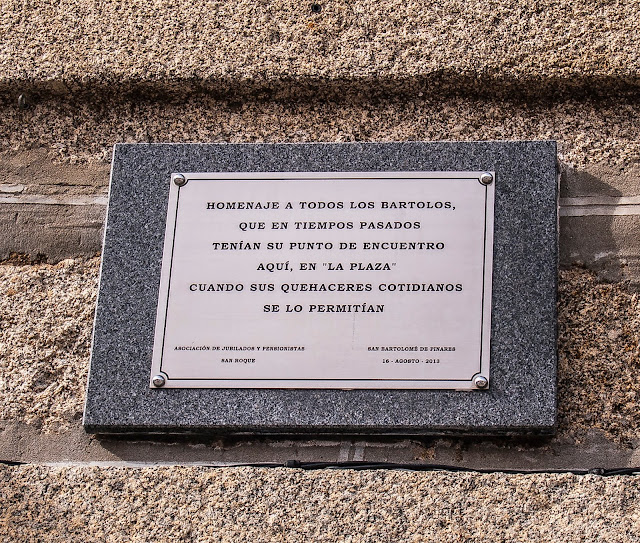 HOMENAJE A TODOS LOS BARTOLOS,
QUE EN TIEMPOS PASADOS
TENÍAN SU PUNTO DE ENCUENTRO
AQUÍ, EN "LA PLAZA"
CUANDO SUS QUEHACERES COTIDIANOS
SE LO PERMITÍAN
ASOCIACIÓN DE JUBILADOS Y PENSIONISTAS
SAN ROQUE
SAN BARTOLOMÉ DE PINARES
16 - AGOSTO - 2013